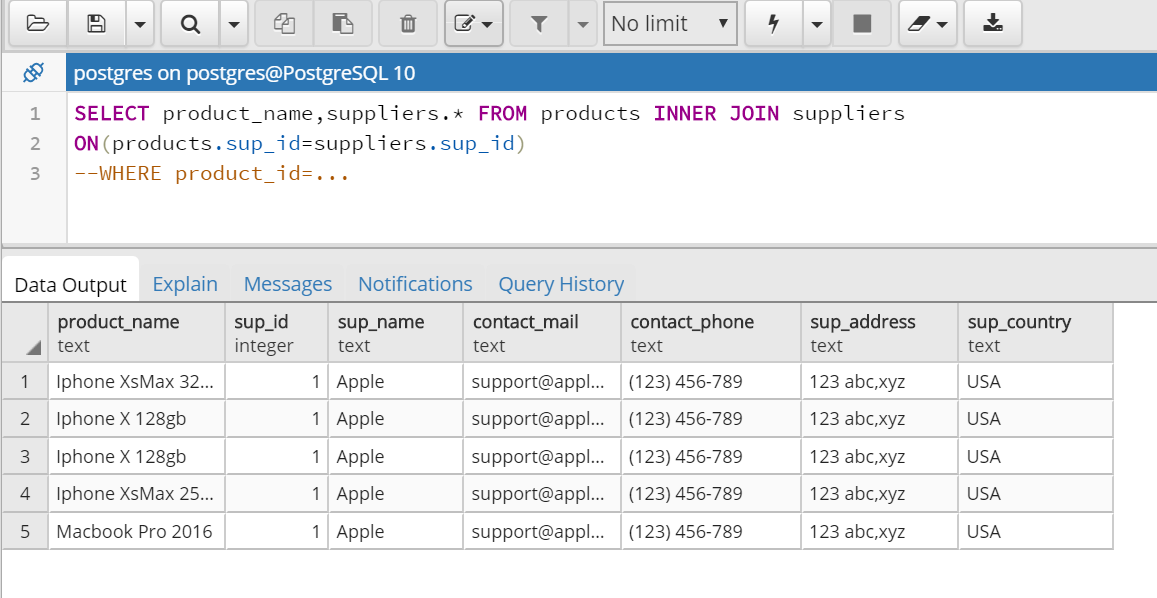 No limit
postgres on postgres@PostgreSQL 10
1 SELECT product_name,suppliers.* FROM products INNER JOIN suppliers
2 ON(products.sup_id=suppliers.sup_id)
3 --WHERE product_id=...
Data Output Explain Messages Notifications Query History
product_name sup_id sup_name contact_mail contact_phone sup_address sup_country
text integer text text text text text
1 Iphone XsMax 32... 1 Apple support@appl... (123) 456-789 123 abc,xyz USA
2 Iphone X 128gb 1 Apple support@appl... (123) 456-789 123 abc,xyz USA
3 Iphone X 128gb 1 Apple support@appl... (123) 456-789 123 abc,xyz USA
4 Iphone XsMax 25... 1 Apple support@appl... (123) 456-789 123 abc,xyz USA
5 Macbook Pro 2016 1 Apple support@appl... (123) 456-789 123 abc,xyz USA